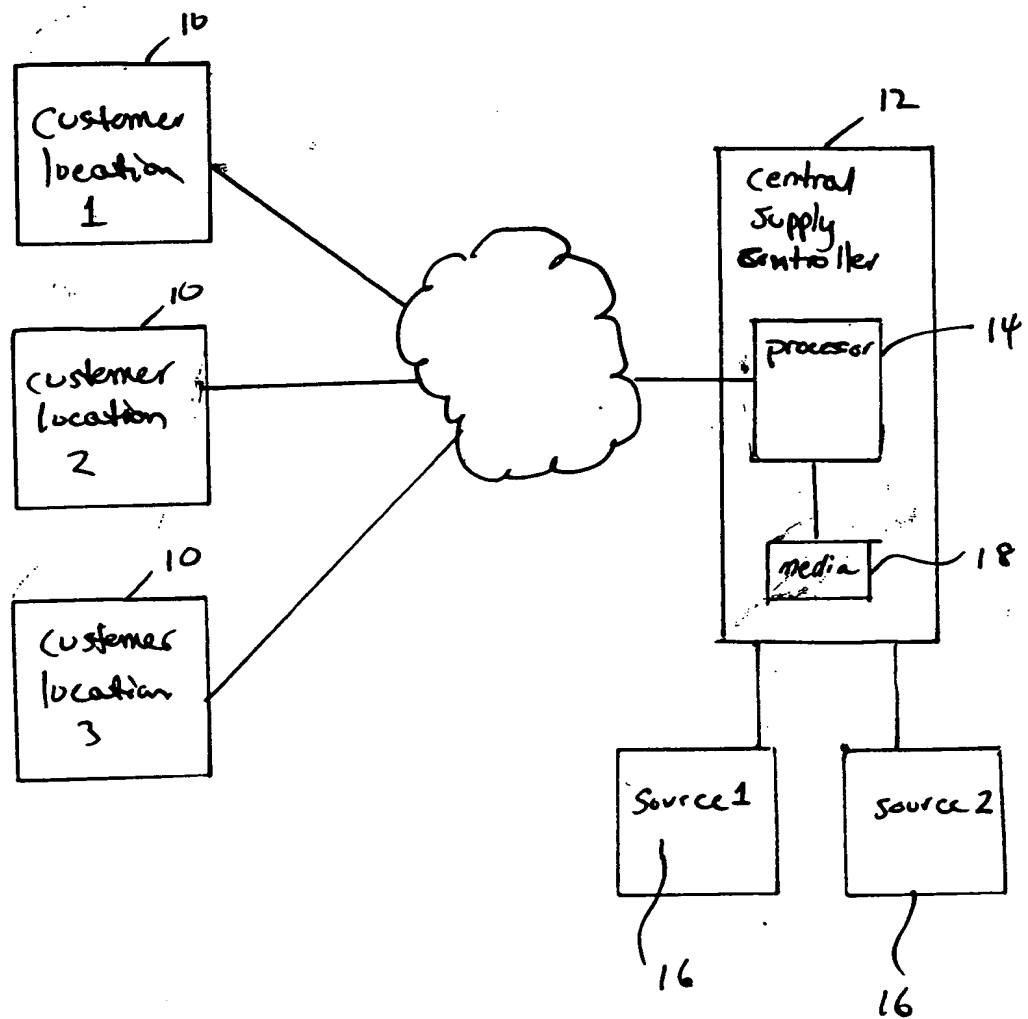 10
Customer
location
1
10
customer
location
2
10
customer
location
3
12
central
supply
controller
processor
14
media
18
source 1
16
source 2
16